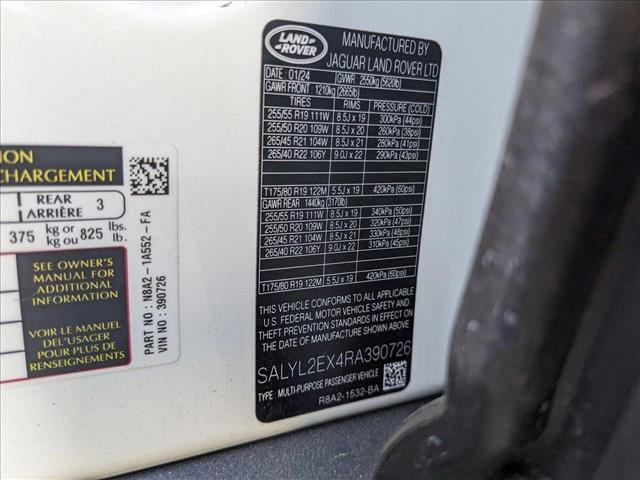 ION
CHARGEMENT
REAR
ARRIÈRE 3
375 kg or kg ou 825 lbs. lb.
SEE OWNER'S
MANUAL FOR
ADDITIONAL
INFORMATION
VOIR LE MANUEL
DE L'USAGER
POUR PLUS DE
RENSEIGNEMENTS
PART NO : N8A2-1A552-FA
VIN NO : 390726
LAND ROVER
MANUFACTURED BY
JAGUAR LAND ROVER LTD
DATE 01/24 GVWR 2550kg (5620lb)
GAWR FRONT : 1210kg (2665lb)
TIRES RIMS PRESSURE (COLD)
255/55 R19 111W 8.5J x 19 300kPa (44psi)
255/50 R20 109W 8.5J x 20 260kPa (38psi)
265/45 R21 104W 8.5J x 21 280kPa (41psi)
265/40 R22 106Y 9.0J x 22 290kPa (43psi)
T175/80 R19 122M 5.5J x 19 420kPa (60psi)
GAWR REAR: 1440kg (3170lb)
255/55 R19 111W 8.5J x 19 340kPa (50psi)
255/50 R20 109W 8.5J x 20 320kPa (47psi)
265/45 R21 104W 8.5J x 21 330kPa (48psi)
265/40 R22 106Y 9.0J x 22 310kPa (45psi)
T175/80 R19 122M 5.5J x 19 420kPa (60psi)
THIS VEHICLE CONFORMS TO ALL APPLICABLE
U.S FEDERAL MOTOR VEHICLE SAFETY AND
THEFT PREVENTION STANDARDS IN EFFECT ON
THE DATE OF MANUFACTURE SHOWN ABOVE
SALYL2EX4RA390726
TYPE : MULTI-PURPOSE PASSENGER VEHICLE
R8A2-1532-BA